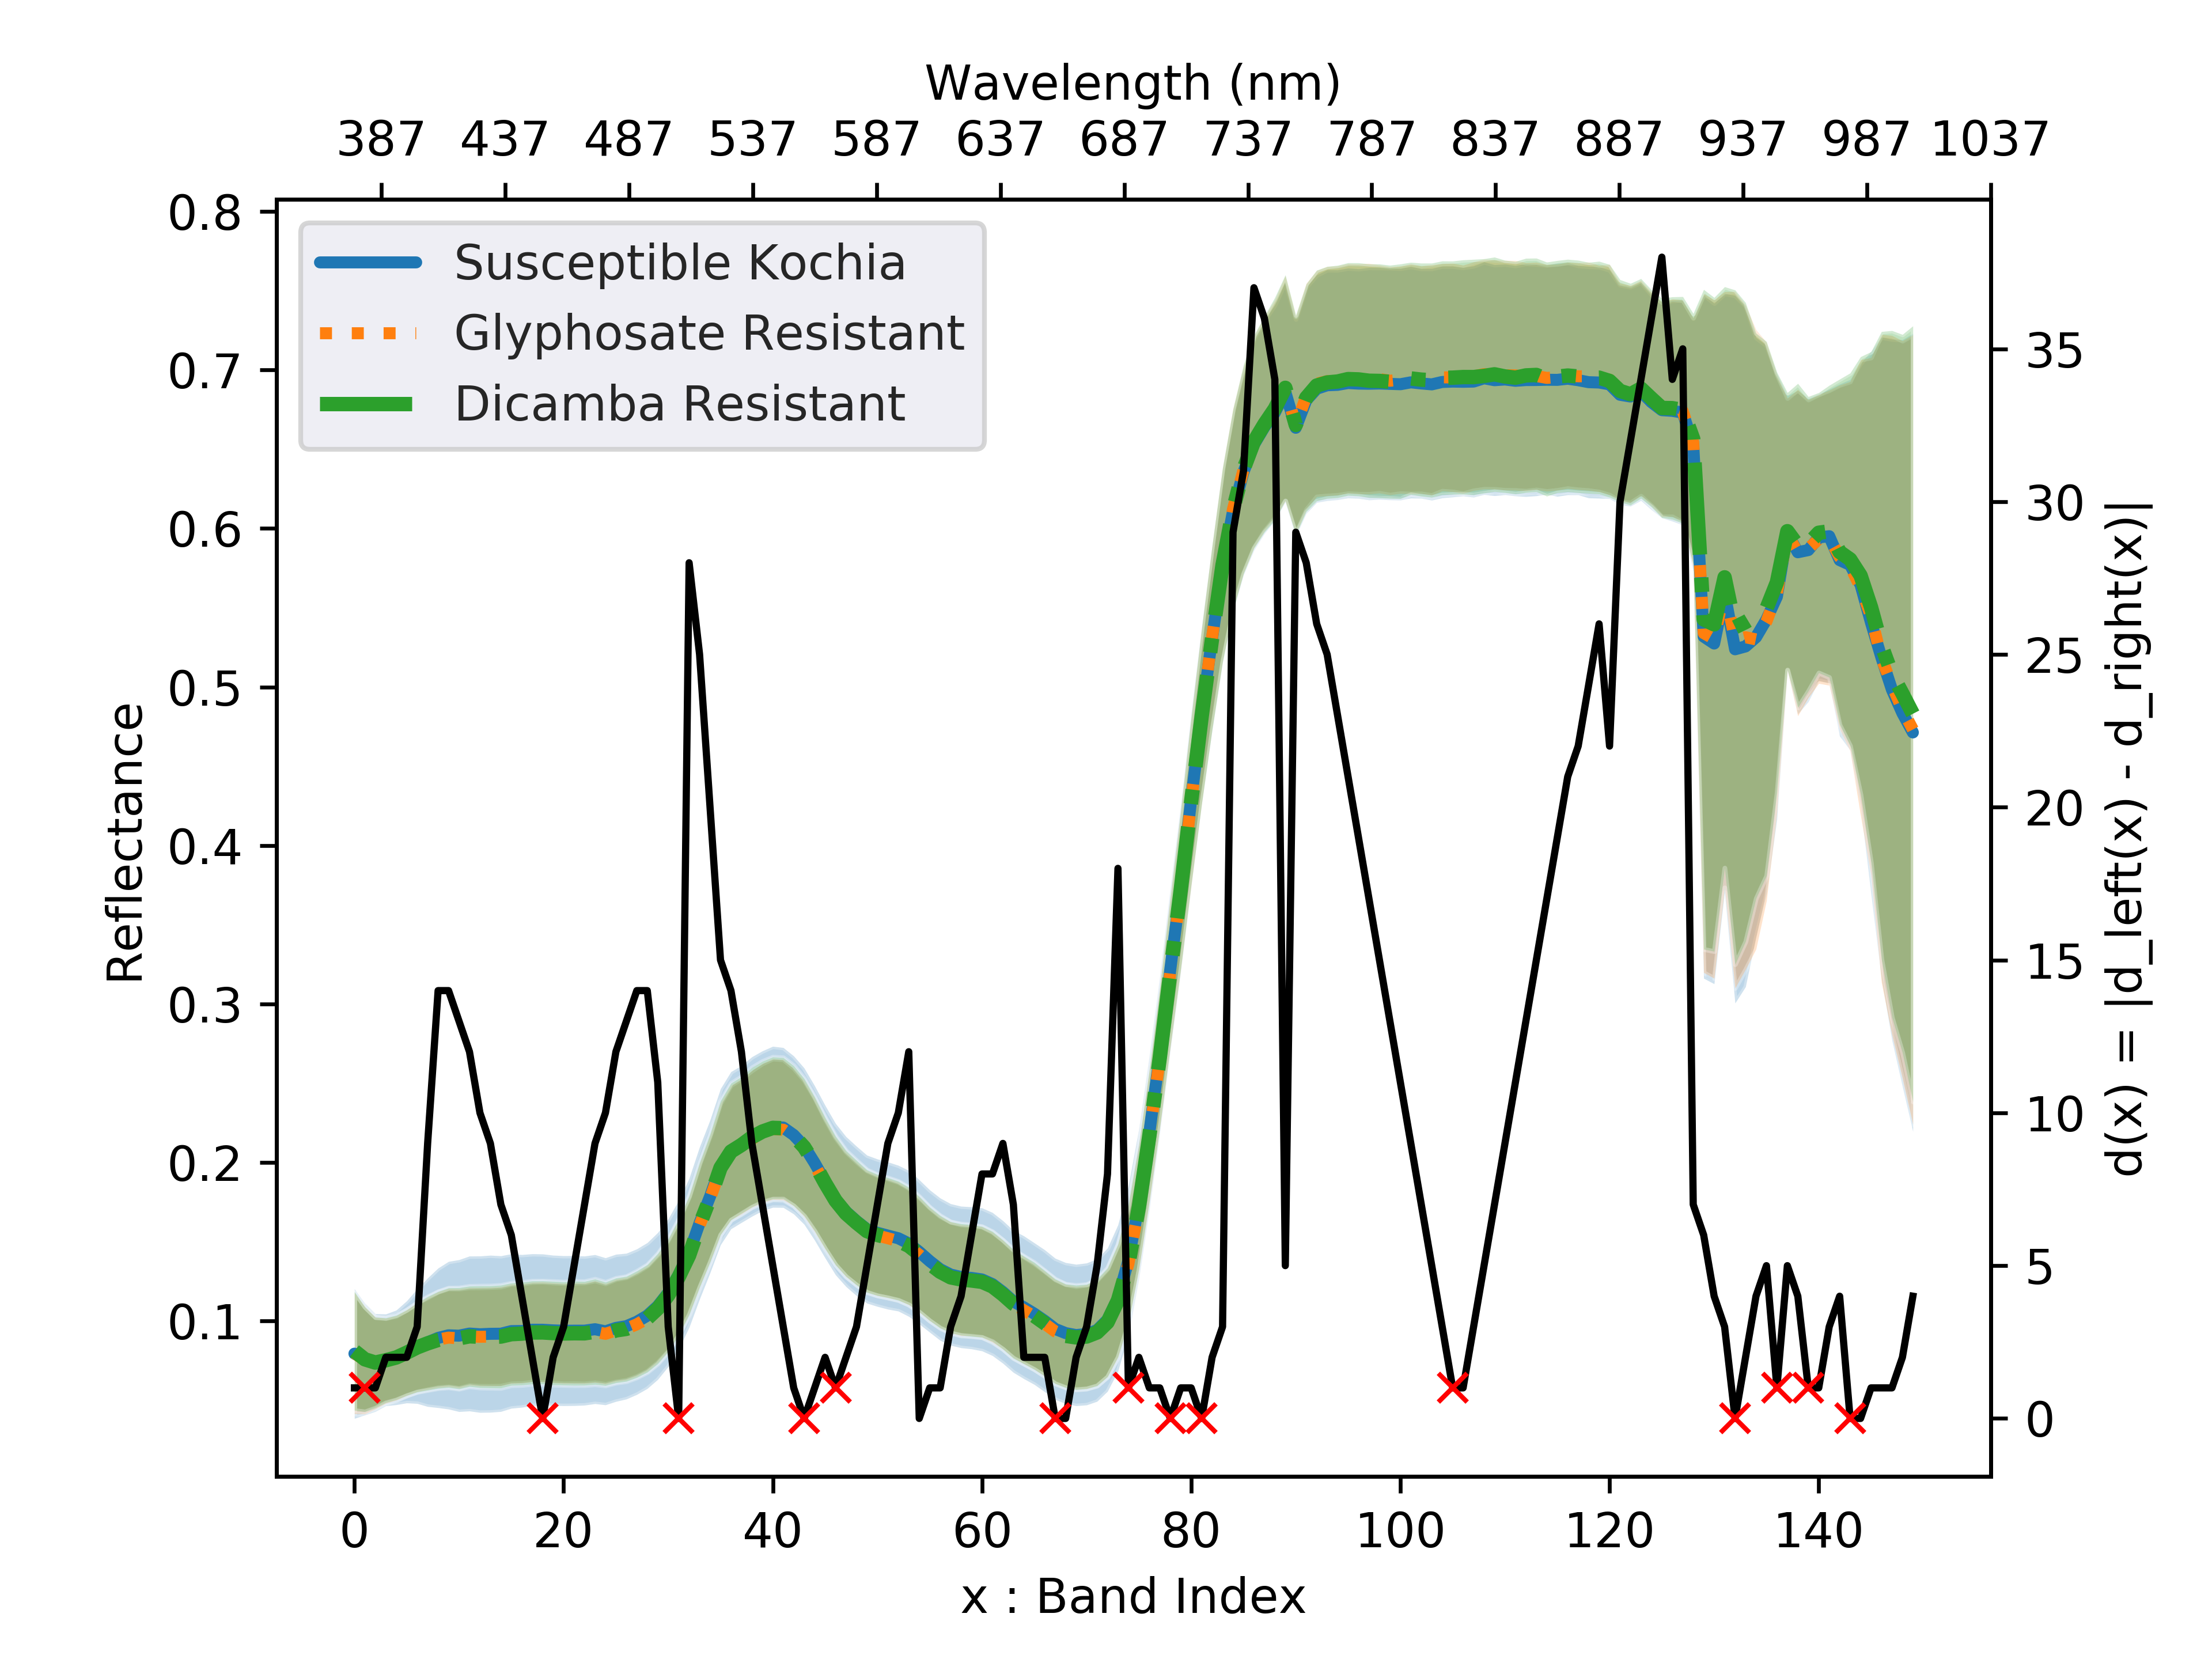 Wavelength (nm)
387 437 487 537 587 637 687 737 787 837 887 937 987 1037
Susceptible Kochia
Glyphosate Resistant
Dicamba Resistant
Reflectance
0.8
0.7
0.6
0.5
0.4
0.3
0.2
0.1
35
30
25
20
15
10
5
0
d(x) = |d_left(x) - d_right(x)|
0 20 40 60 80 100 120 140
x : Band Index